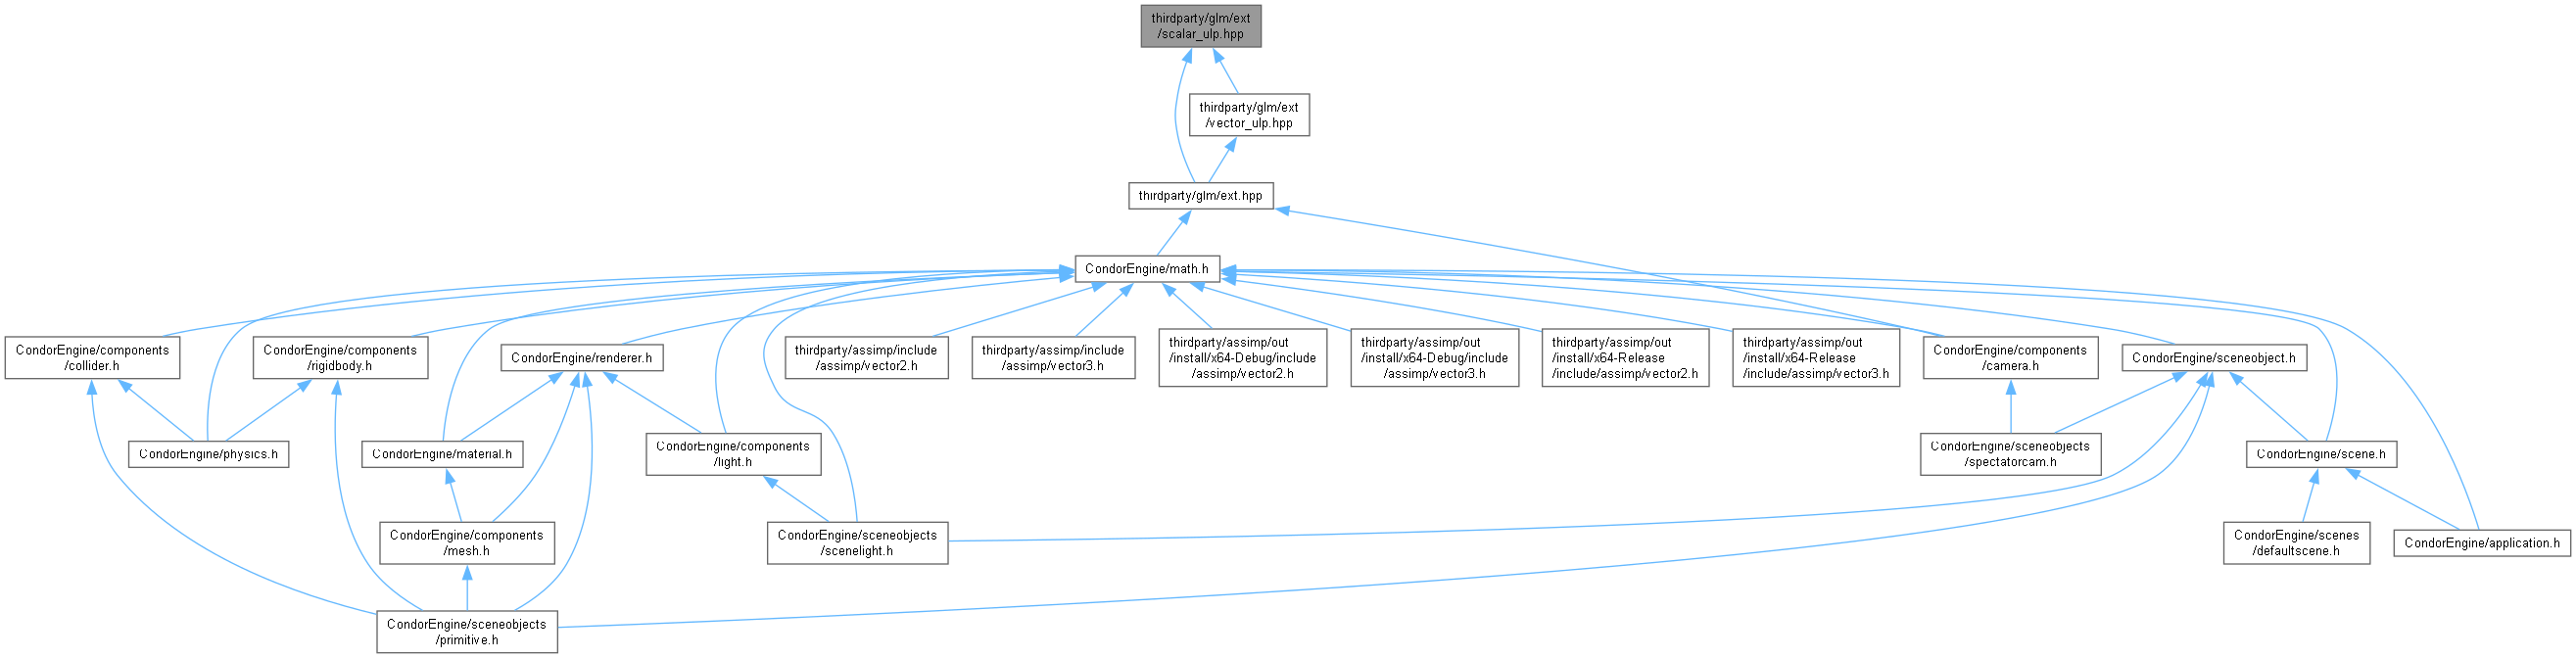 thirdparty/glm/ext
/scalar_ulp.hpp
thirdparty/glm/ext
/vector_ulp.hpp
thirdparty/glm/ext.hpp
CondorEngine/math.h
CondorEngine/components
/collider.h
CondorEngine/components
/rigidbody.h
CondorEngine/renderer.h
thirdparty/assimp/include
/assimp/vector2.h
thirdparty/assimp/include
/assimp/vector3.h
thirdparty/assimp/out
/install/x64-Debug/include
/assimp/vector2.h
thirdparty/assimp/out
/install/x64-Debug/include
/assimp/vector3.h
thirdparty/assimp/out
/install/x64-Release
/include/assimp/vector2.h
thirdparty/assimp/out
/install/x64-Release
/include/assimp/vector3.h
CondorEngine/components
/camera.h
CondorEngine/sceneobject.h
CondorEngine/physics.h
CondorEngine/material.h
CondorEngine/components
/light.h
CondorEngine/sceneobjects
/spectatorcam.h
CondorEngine/scene.h
CondorEngine/components
/mesh.h
CondorEngine/sceneobjects
/scenelight.h
CondorEngine/scenes
/defaultscene.h
CondorEngine/application.h
CondorEngine/sceneobjects
/primitive.h